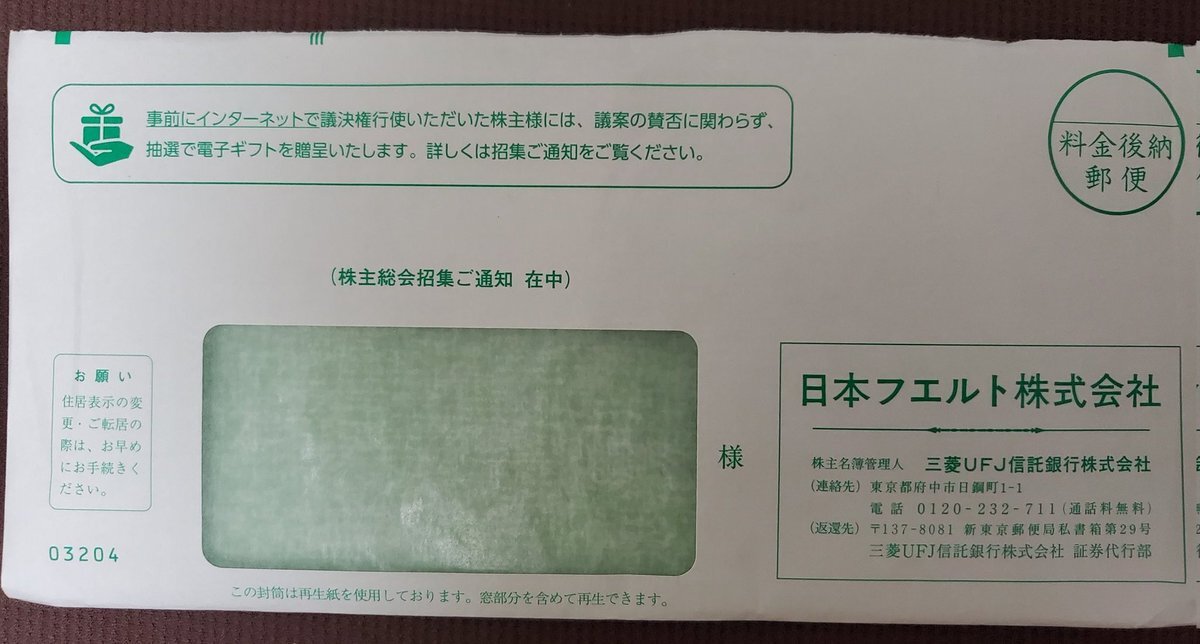 事前にインターネットで議決権行使いただいた株主様には、議案の賛否に関わらず、
抽選で電子ギフトを贈呈いたします。詳しくは招集ご通知をご覧ください。
料金後納
郵便
（株主総会招集ご通知 在中）
お願い
住居表示の変
更・ご転居の
際は、お早め
にお手続きく
ださい。
03204
様
日本フエルト株式会社
株主名簿管理人 三菱UFJ信託銀行株式会社
（連絡先） 東京都府中市日鋼町1-1
電話 0120-232-711（通話料無料）
（返還先） 〒137-8081 新東京郵便局私書箱第29号
三菱UFJ信託銀行株式会社 証券代行部
この封筒は再生紙を使用しております。窓部分を含めて再生できます。